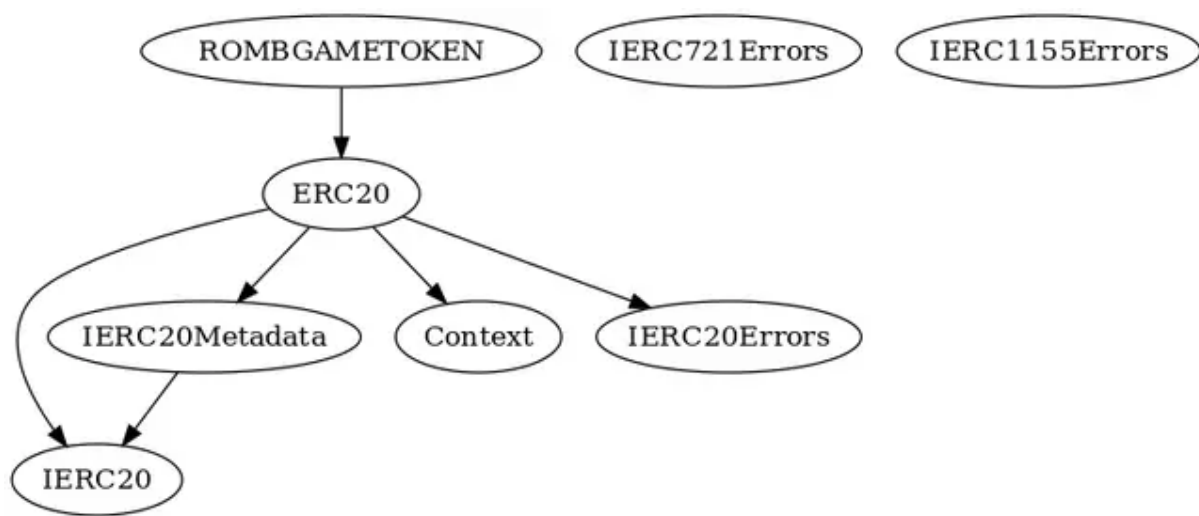 ROMBGAMETOKEN
IERC721Errors
IERC1155Errors
ERC20
IERC20Metadata
Context
IERC20Errors
IERC20